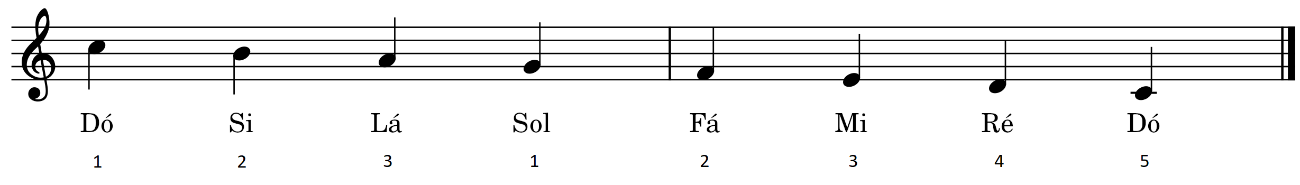 Dó Si Lá Sol Fá Mi Ré Dó
1 2 3 1 2 3 4 5